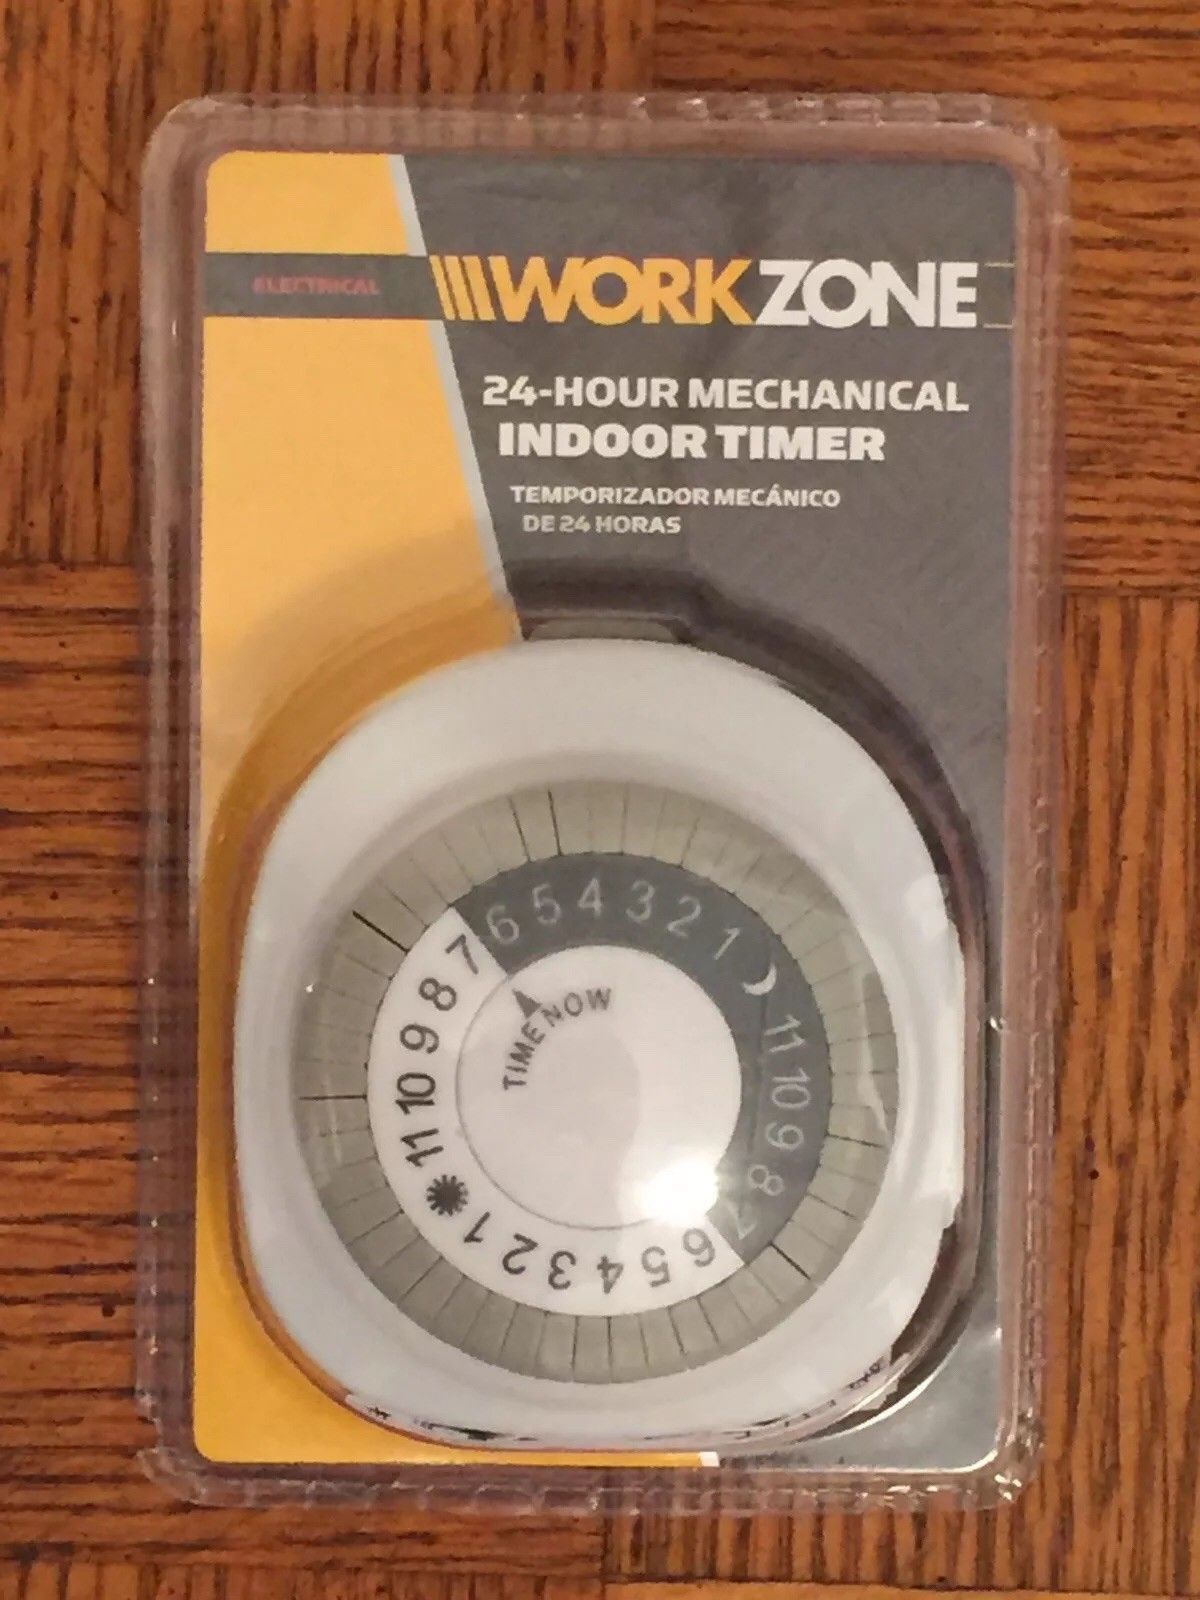 ELECTRICAL
WORKZONE
24-HOUR MECHANICAL
INDOOR TIMER
TEMPORIZADOR MECÁNICO
DE 24 HORAS
7 6 5 4 3 2 1 11 10 9 8 7 6 5 4 3 2 1 11 10 9 8
TIME NOW